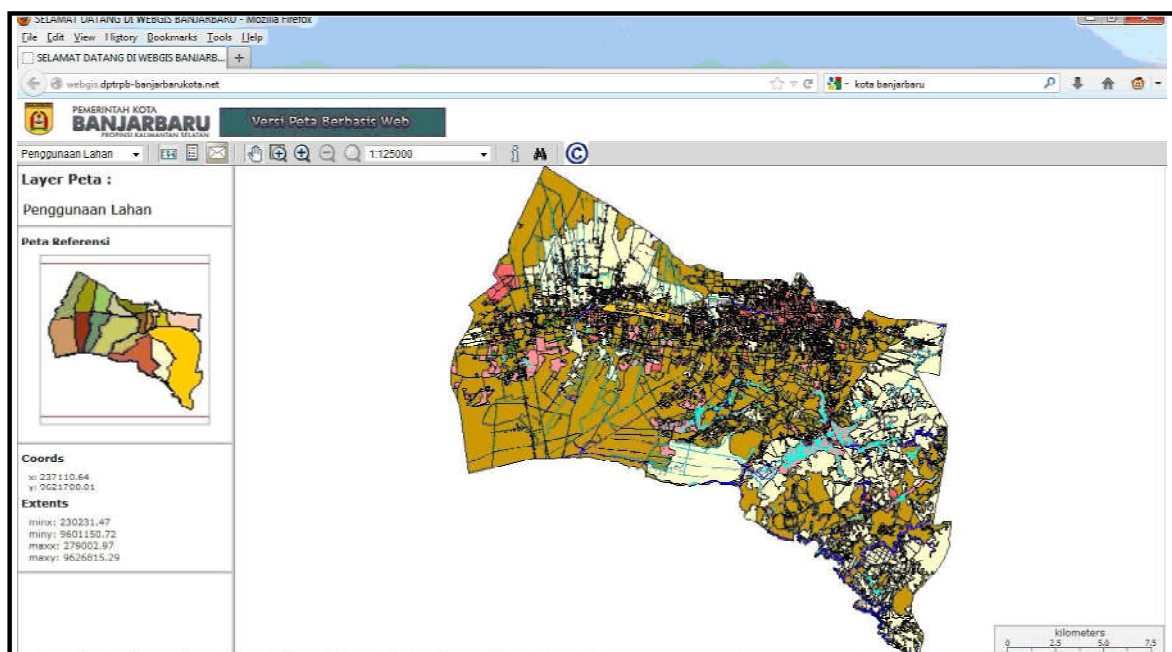 SELAMAT DATANG DI WEBGIS BANJARBARU - Mozilla Firefox
File Edit View History Bookmarks Tools Help
SELAMAT DATANG DI WEBGIS BANJARB... +
webgis.dptrpb-banjarbarukota.net
kota banjarbaru
PEMERINTAH KOTA
BANJARBARU
PROPINSI KALIMANTAN SELATAN
Versi Peta Berbasis Web
Penggunaan Lahan
1:125000
Layer Peta :
Penggunaan Lahan
Peta Referensi
Coords
x: 237110.64
y: 9621700.01
Extents
minx: 230231.47
miny: 9601150.72
maxx: 279002.97
maxy: 9626815.29
kilometers
0 2.5 5.0 7.5